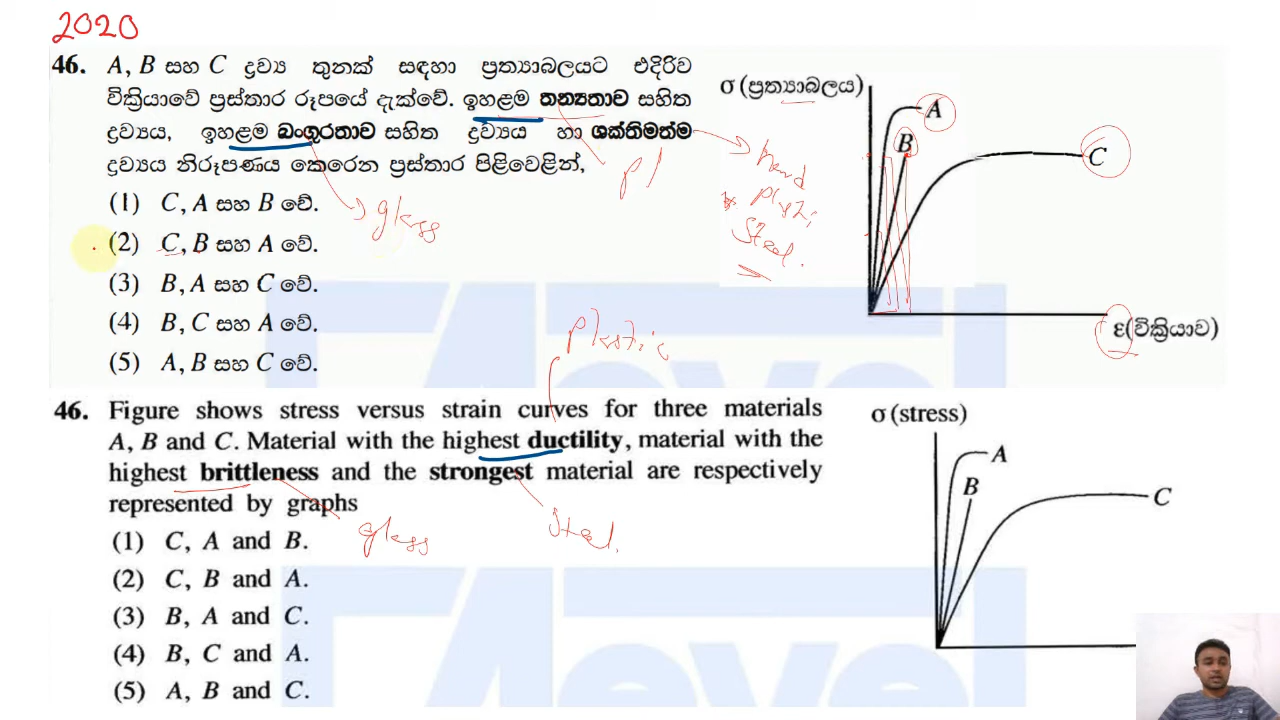 2020
46. A, B සහ C ද්‍රව්‍ය තුනක් සඳහා ප්‍රත්‍යාබලයට එදිරිව
වික්‍රියාවේ ප්‍රස්තාර රූපයේ දැක්වේ. ඉහළම තන්‍යතාව සහිත
ද්‍රව්‍යය, ඉහළම බංගුරතාව සහිත ද්‍රව්‍යය හා ශක්තිමත්ම
ද්‍රව්‍යය නිරූපණය කෙරෙන ප්‍රස්තාර පිළිවෙළින්,
(1) C, A සහ B වේ.
(2) C, B සහ A වේ.
(3) B, A සහ C වේ.
(4) B, C සහ A වේ.
(5) A, B සහ C වේ.
σ (ප්‍රත්‍යාබලය)
A
B
C
ε(වික්‍රියාව)
glass
pl
hard
Steel.
Plastic
46. Figure shows stress versus strain curves for three materials
A, B and C. Material with the highest ductility, material with the
highest brittleness and the strongest material are respectively
represented by graphs
(1) C, A and B.
(2) C, B and A.
(3) B, A and C.
(4) B, C and A.
(5) A, B and C.
glass
Steel.
σ (stress)
A
B
C